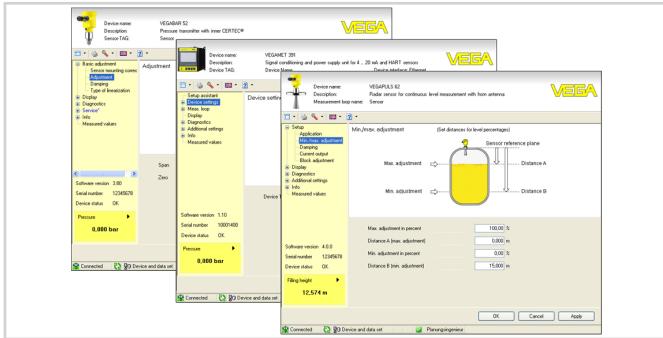 Device name: VEGABAR 52
Description: Pressure transmitter with inner CERTEC®
Sensor-TAG: Sensor
VEGA
Basic adjustment
Sensor mounting correc
Adjustment
Damping
Type of linearization
Display
Diagnostics
Service*
Info
Measured values
Adjustment
Span
Zero
Software version 3.80
Serial number 12345678
Device status OK
Pressure
0,000 bar
Connected
Device and data set
Device name: VEGAMET 391
Description: Signal conditioning and power supply unit for 4 .. 20 mA and HART sensors
Device TAG: Device Name
Device interface: Ethernet
VEGA
Setup assistant
Device settings
Meas. loop
Display
Diagnostics
Additional settings
Info
Measured values
Device settin
Device T
Software version 1.10
Serial number 10001400
Device status OK
Pressure
0,000 bar
Connected
Device and data set
Device name: VEGAPULS 62
Description: Radar sensor for continuous level measurement with horn antenna
Measurement loop name: Sensor
VEGA
Setup
Application
Min./max. adjustment
Damping
Current output
Block adjustment
Display
Diagnostics
Additional settings
Info
Measured values
Min./max. adjustment
(Set distances for level percentages)
Sensor reference plane
Max. adjustment
Distance A
Min. adjustment
Distance B
Max. adjustment in percent 100,00 %
Distance A (max. adjustment) 0,000 m
Min. adjustment in percent 0,00 %
Distance B (min. adjustment) 15,000 m
Software version 4.0.0
Serial number 12345678
Device status OK
Filling height
12,574 m
OK Cancel Apply
Connected
Device and data set
Planungsingenieur